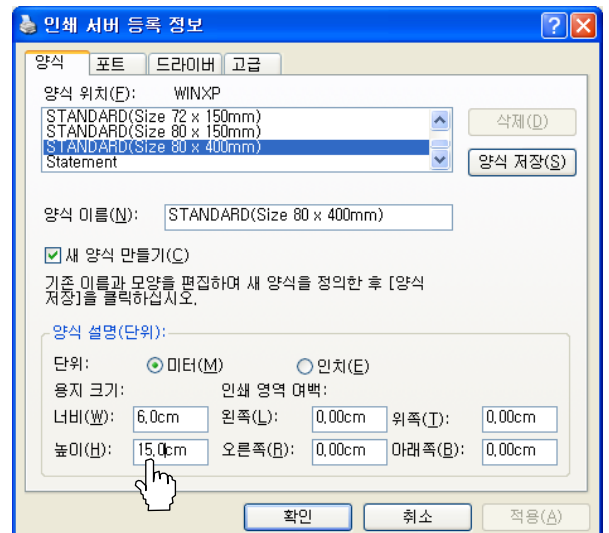 인쇄 서버 등록 정보
양식 포트 드라이버 고급
양식 위치(F): WINXP
STANDARD(Size 72 x 150mm)
STANDARD(Size 80 x 150mm)
STANDARD(Size 80 x 400mm)
Statement
삭제(D)
양식 저장(S)
양식 이름(N): STANDARD(Size 80 x 400mm)
새 양식 만들기(C)
기존 이름과 모양을 편집하여 새 양식을 정의한 후 [양식
저장]을 클릭하십시오.
양식 설명(단위):
단위: 미터(M) 인치(E)
용지 크기: 인쇄 영역 여백:
너비(W): 6.0cm 왼쪽(L): 0.00cm 위쪽(T): 0.00cm
높이(H): 15.0cm 오른쪽(R): 0.00cm 아래쪽(B): 0.00cm
확인 취소 적용(A)